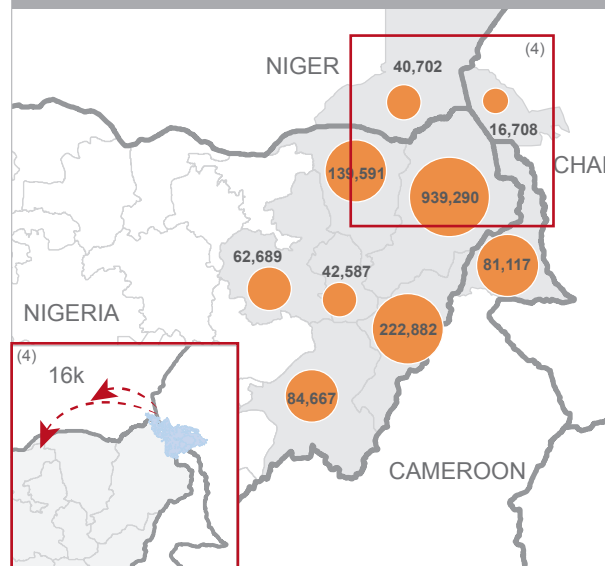 (4)
NIGER
40,702
16,708
139,591
CHAD
939,290
62,689
42,587
81,117
NIGERIA
222,882
(4)
16k
84,667
CAMEROON